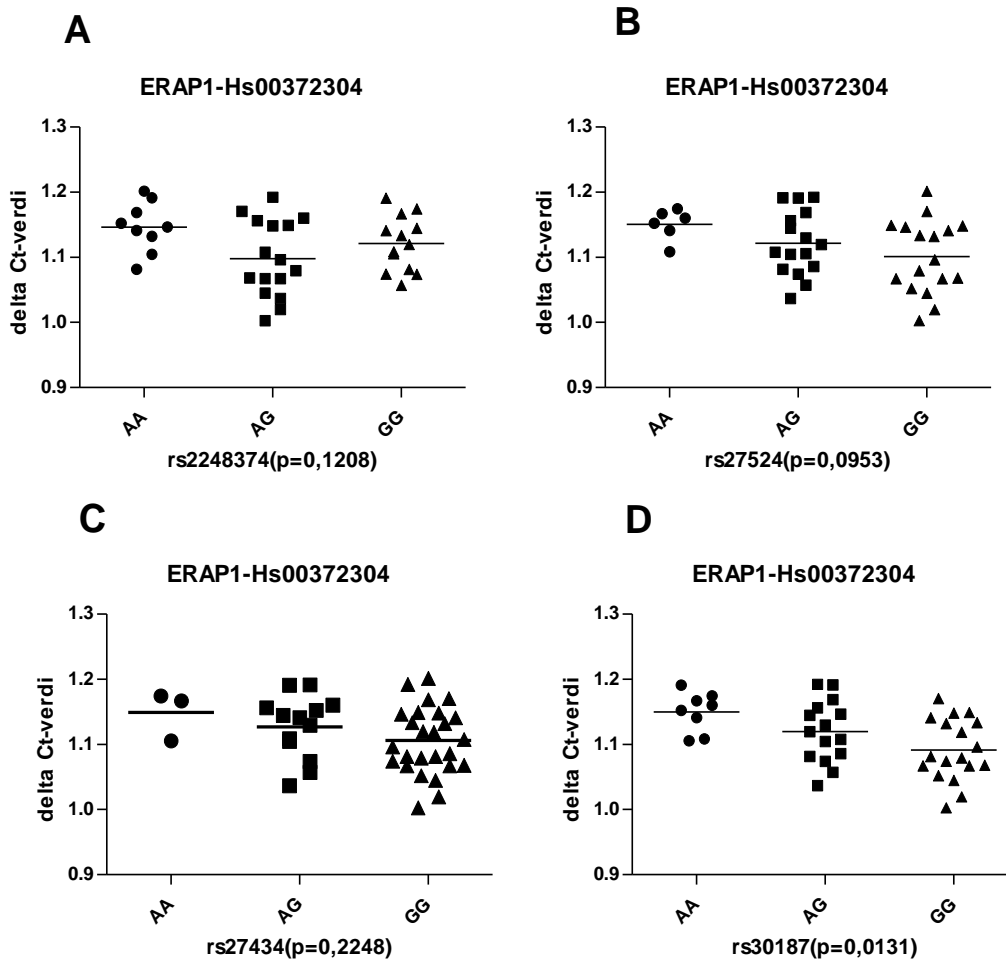 A
ERAP1-Hs00372304
delta Ct-verdi
1.3
1.2
1.1
1.0
0.9
AA
AG
GG
rs2248374(p=0,1208)
B
ERAP1-Hs00372304
delta Ct-verdi
1.3
1.2
1.1
1.0
0.9
AA
AG
GG
rs27524(p=0,0953)
C
ERAP1-Hs00372304
delta Ct-verdi
1.3
1.2
1.1
1.0
0.9
AA
AG
GG
rs27434(p=0,2248)
D
ERAP1-Hs00372304
delta Ct-verdi
1.3
1.2
1.1
1.0
0.9
AA
AG
GG
rs30187(p=0,0131)